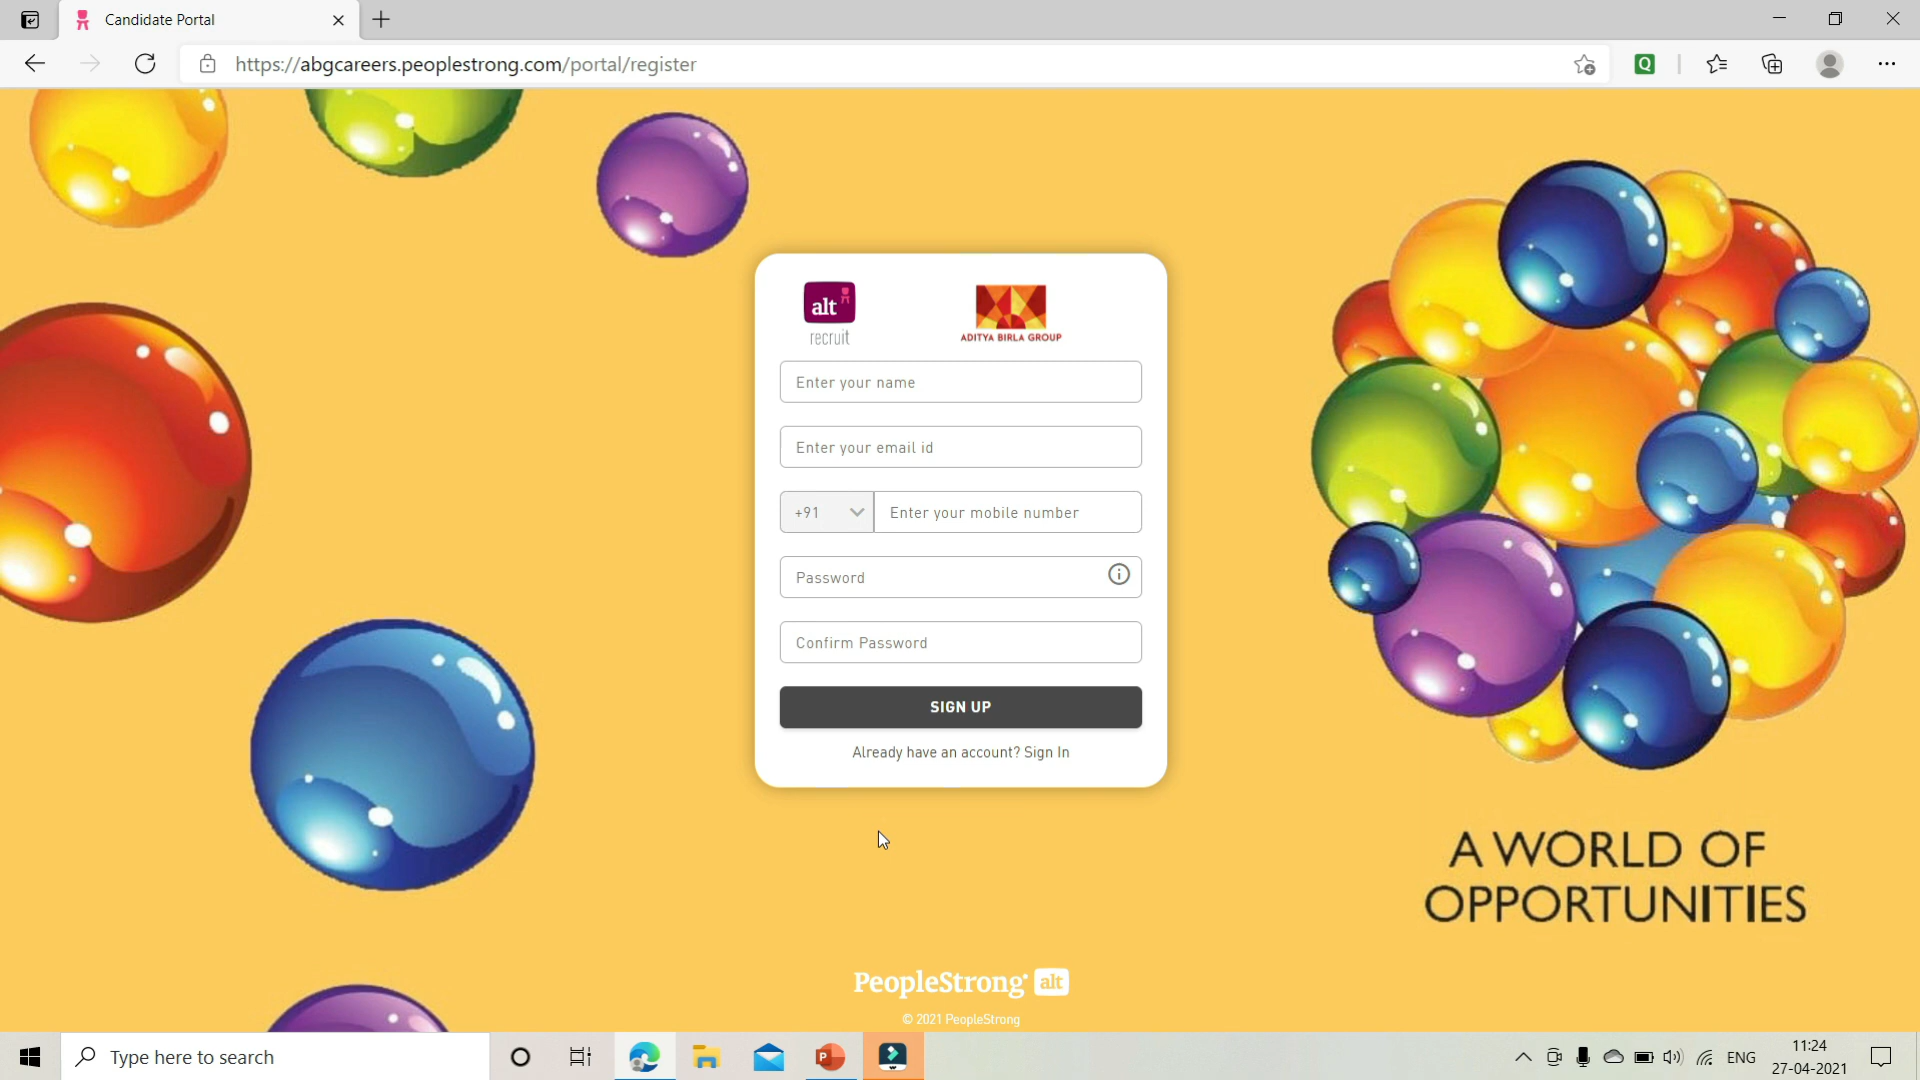 Candidate Portal
https://abgcareers.peoplestrong.com/portal/register
Q
alt
recruit
ADITYA BIRLA GROUP
Enter your name
Enter your email id
+91
Enter your mobile number
Password
Confirm Password
SIGN UP
Already have an account? Sign In
A WORLD OF
OPPORTUNITIES
PeopleStrong alt
© 2021 PeopleStrong
Type here to search
P
ENG
11:24
27-04-2021